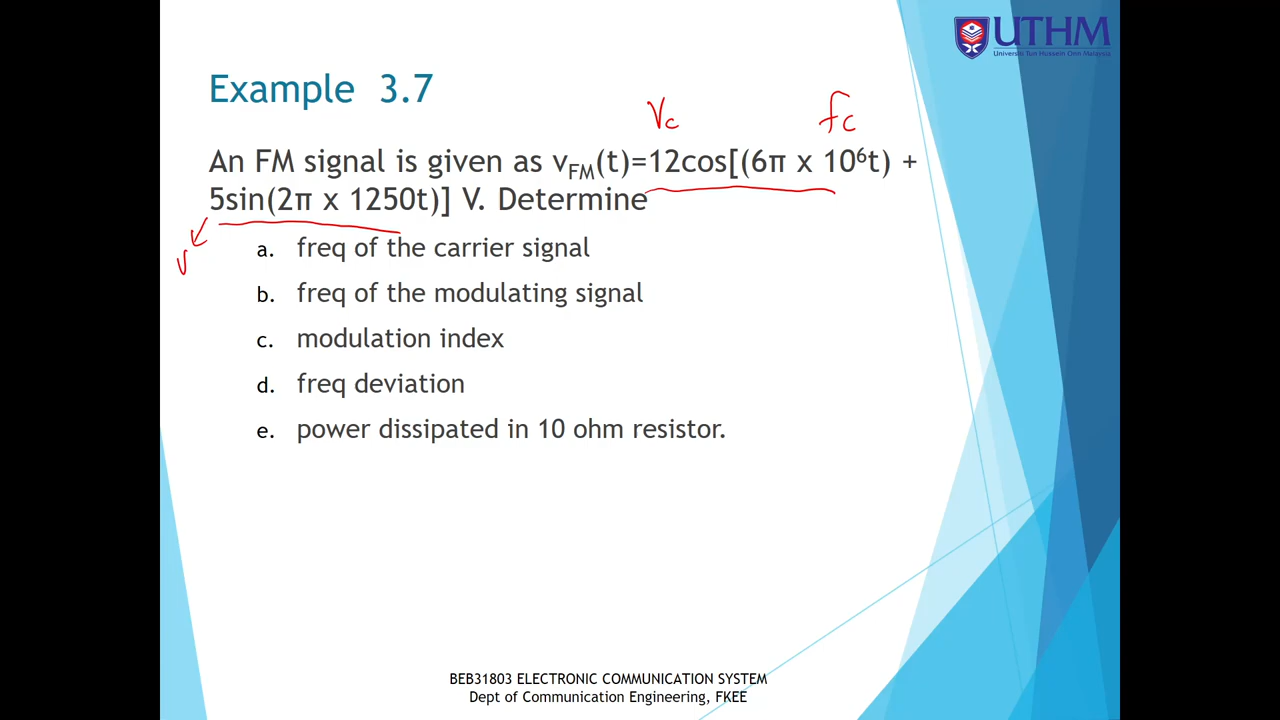 UTHM
Universiti Tun Hussein Onn Malaysia
Example 3.7
Vc
fc
An FM signal is given as vFM(t)=12cos[(6π x 10⁶t) +
5sin(2π x 1250t)] V. Determine
v
a. freq of the carrier signal
b. freq of the modulating signal
c. modulation index
d. freq deviation
e. power dissipated in 10 ohm resistor.
BEB31803 ELECTRONIC COMMUNICATION SYSTEM
Dept of Communication Engineering, FKEE